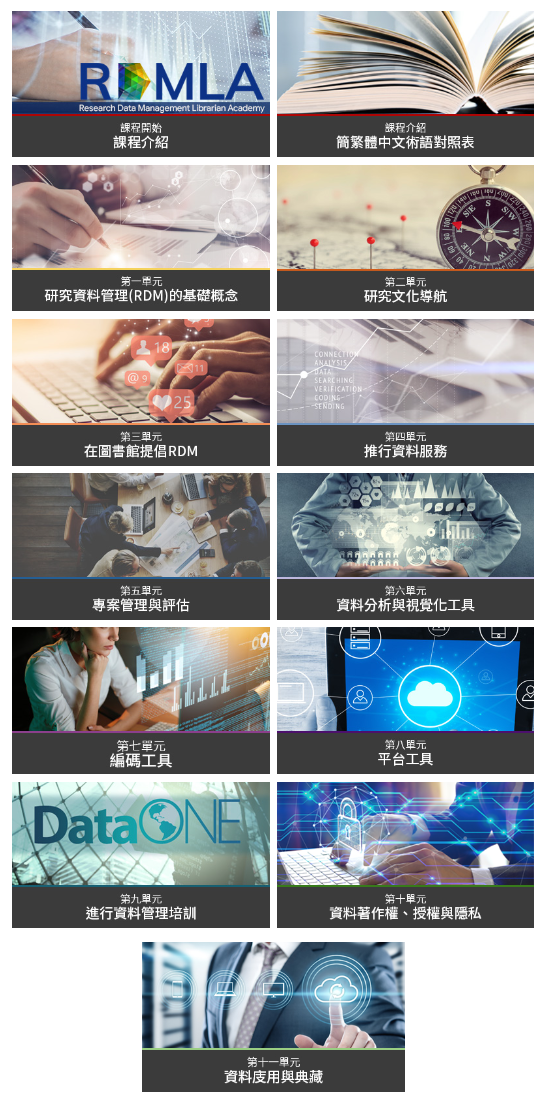 RDMLA
Research Data Management Librarian Academy
課程開始
課程介紹
課程介紹
簡繁體中文術語對照表
第一單元
研究資料管理(RDM)的基礎概念
S SW
第二單元
研究文化導航
18
11
@ 9
25
第三單元
在圖書館提倡RDM
CONNECTION
ANALYSIS
DATA
SEARCHING
VERIFICATION
CODING
SENDING
第四單元
推行資料服務
第五單元
專案管理與評估
第六單元
資料分析與視覺化工具
第七單元
編碼工具
第八單元
平台工具
DataONE
第九單元
進行資料管理培訓
第十單元
資料著作權、授權與隱私
第十一單元
資料庋用與典藏